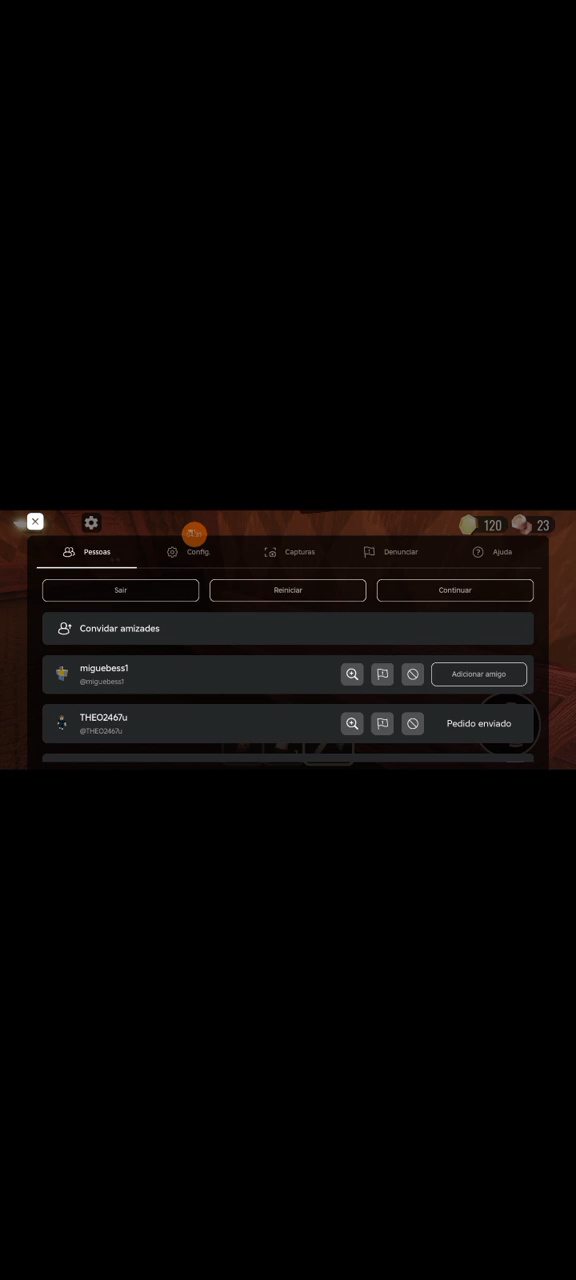 120
23
Pessoas
Config.
Capturas
Denunciar
Ajuda
Sair
Reiniciar
Continuar
Convidar amizades
miguebess1
@miguebess1
Adicionar amigo
THEO2467u
@THEO2467u
Pedido enviado